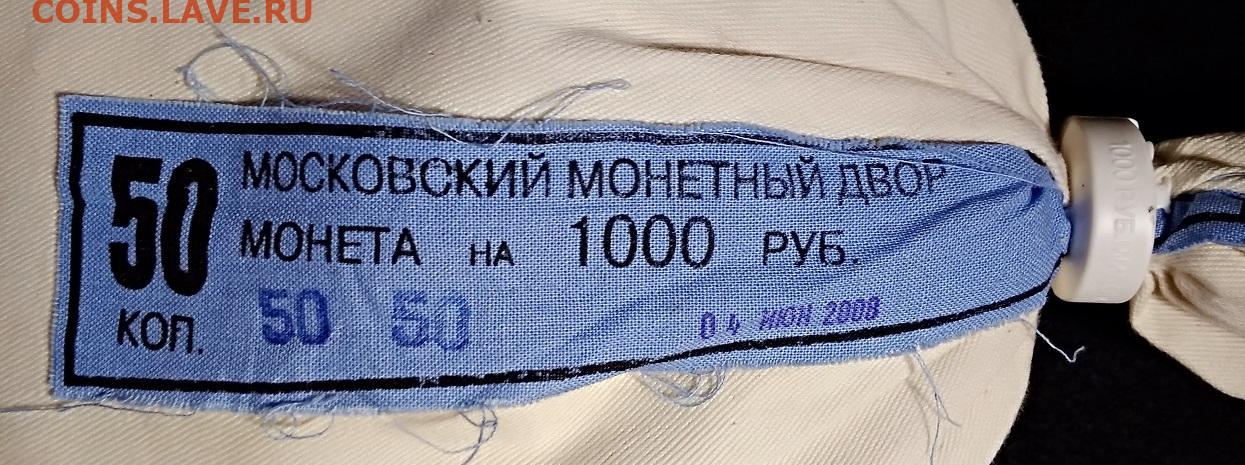 COINS.LAVE.RU
50 МОСКОВСКИЙ МОНЕТНЫЙ ДВОР
МОНЕТА НА 1000 РУБ.
КОП. 50 50 04 ИЮН 2008